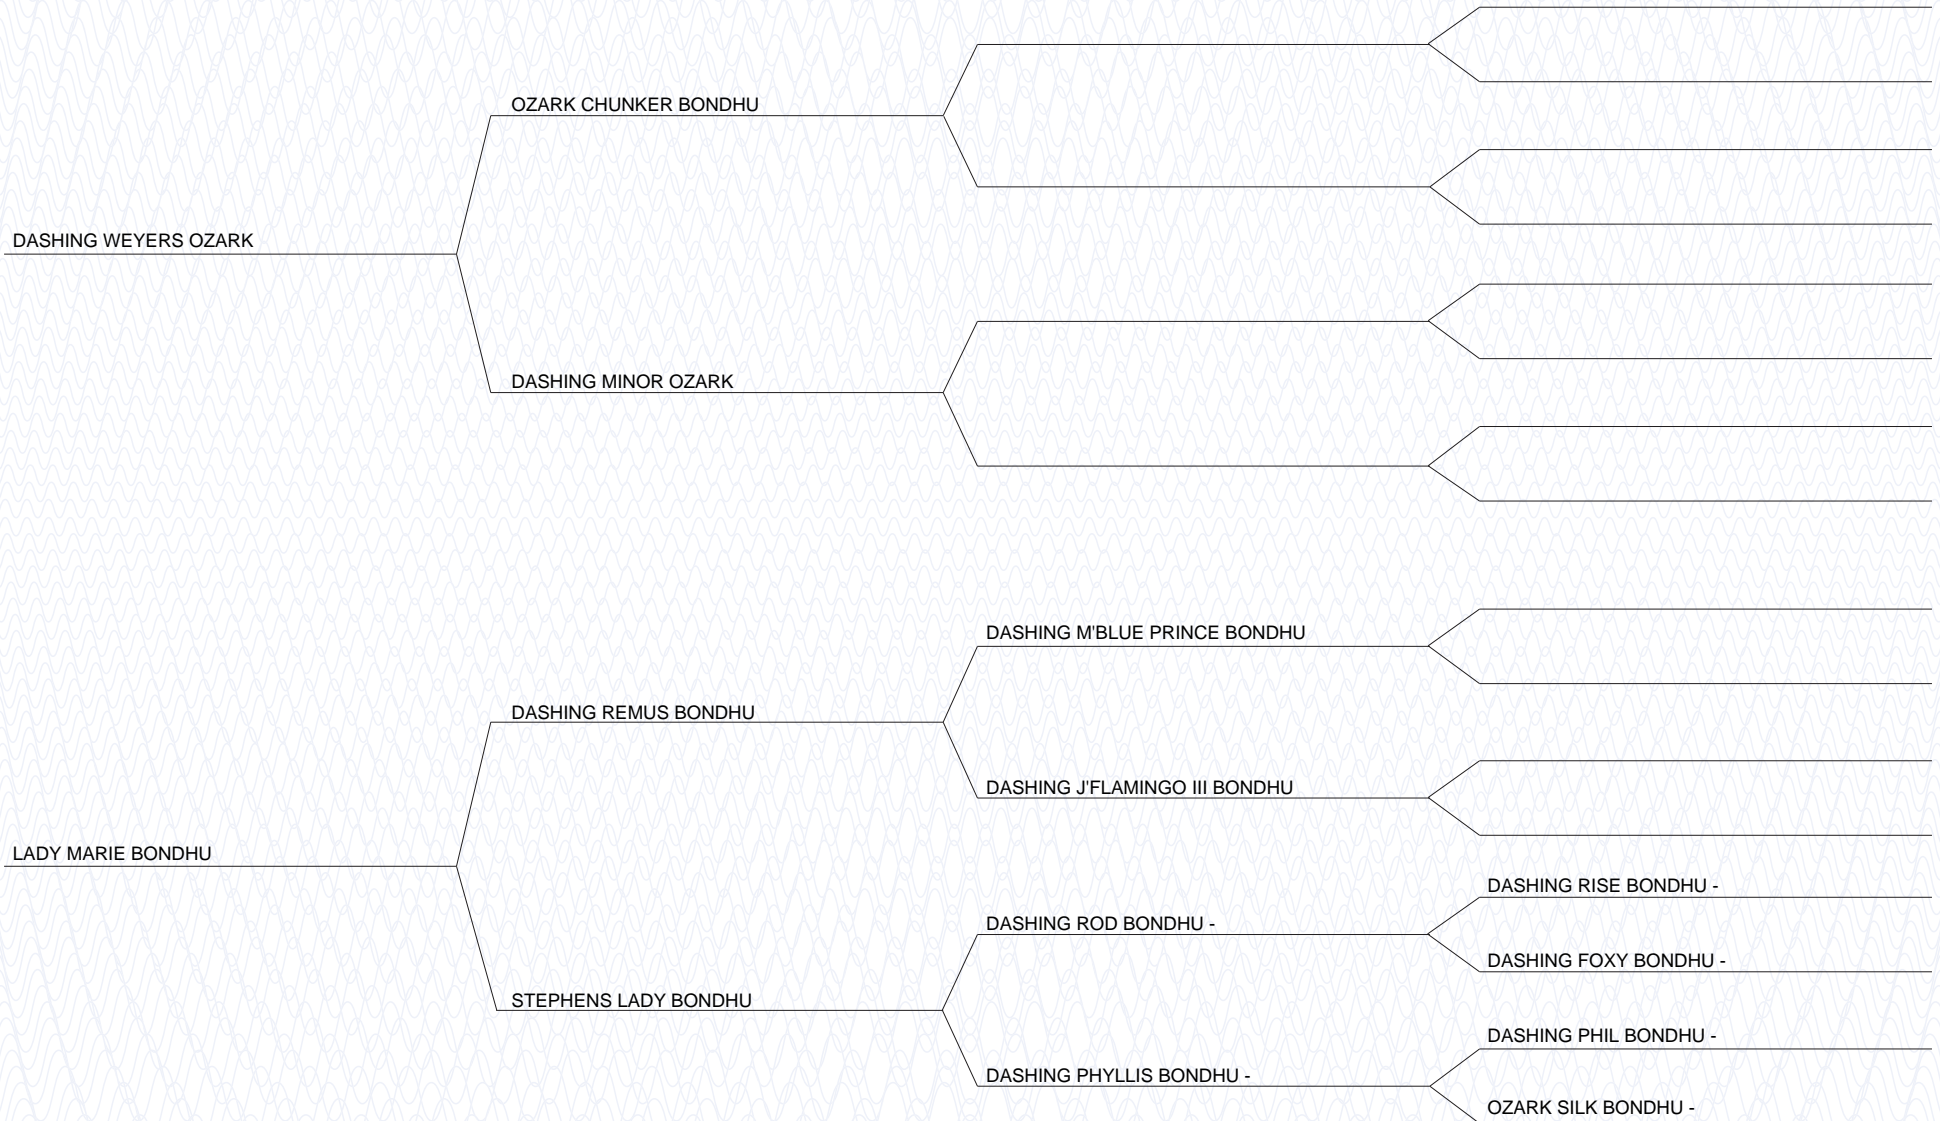 OZARK CHUNKER BONDHU
DASHING WEYERS OZARK
DASHING MINOR OZARK
DASHING M'BLUE PRINCE BONDHU
DASHING REMUS BONDHU
DASHING J'FLAMINGO III BONDHU
LADY MARIE BONDHU
DASHING RISE BONDHU -
DASHING ROD BONDHU -
DASHING FOXY BONDHU -
STEPHENS LADY BONDHU
DASHING PHIL BONDHU -
DASHING PHYLLIS BONDHU -
OZARK SILK BONDHU -